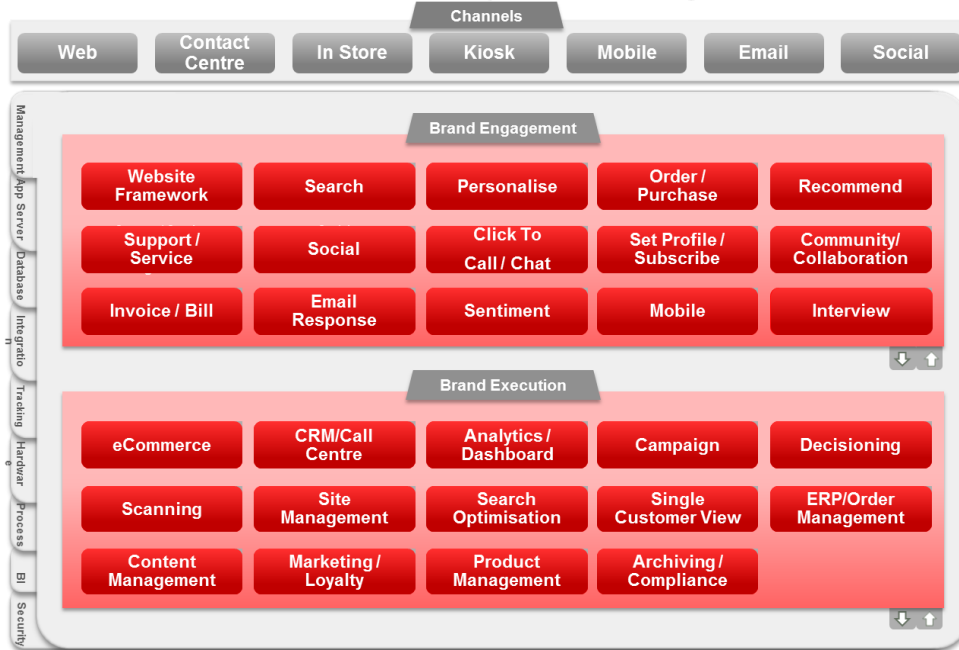 Channels
Web
Contact
Centre
In Store
Kiosk
Mobile
Email
Social
Management
App Server
Database
Integratio
n
Tracking
Hardwar
e
Process
BI
Security
Brand Engagement
Website
Framework
Search
Personalise
Order /
Purchase
Recommend
Support /
Service
Social
Click To
Call / Chat
Set Profile /
Subscribe
Community/
Collaboration
Invoice / Bill
Email
Response
Sentiment
Mobile
Interview
Brand Execution
eCommerce
CRM/Call
Centre
Analytics /
Dashboard
Campaign
Decisioning
Scanning
Site
Management
Search
Optimisation
Single
Customer View
ERP/Order
Management
Content
Management
Marketing /
Loyalty
Product
Management
Archiving /
Compliance